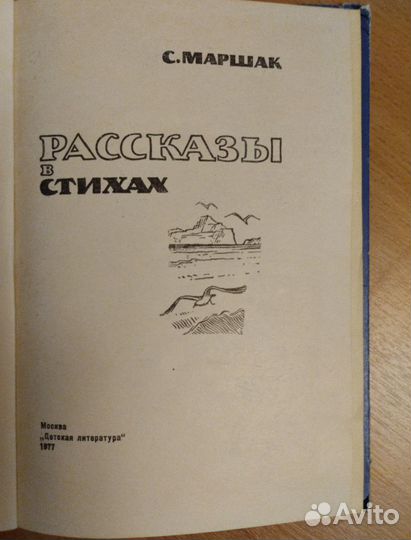 С. МАРШАК
РАССКАЗЫ
В
СТИХАХ
Москва
„Детская литература"
1977
Avito